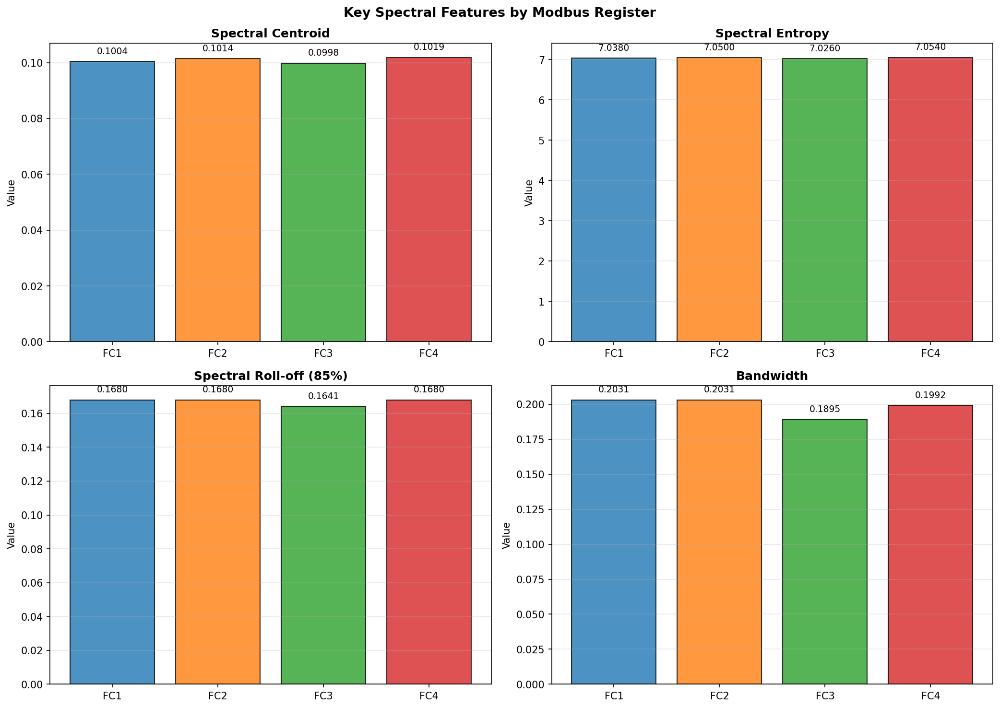 Key Spectral Features by Modbus Register
Spectral Centroid
0.1004 0.1014 0.0998 0.1019
0.10
0.08
0.06
0.04
0.02
0.00
Value
FC1 FC2 FC3 FC4
Spectral Entropy
7.0380 7.0500 7.0260 7.0540
7
6
5
4
3
2
1
0
Value
FC1 FC2 FC3 FC4
Spectral Roll-off (85%)
0.1680 0.1680 0.1641 0.1680
0.16
0.14
0.12
0.10
0.08
0.06
0.04
0.02
0.00
Value
FC1 FC2 FC3 FC4
Bandwidth
0.2031 0.2031 0.1895 0.1992
0.200
0.175
0.150
0.125
0.100
0.075
0.050
0.025
0.000
Value
FC1 FC2 FC3 FC4